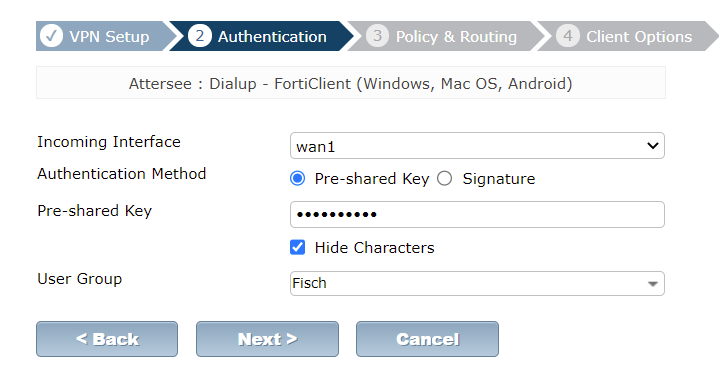 ✓ VPN Setup 2 Authentication 3 Policy & Routing 4 Client Options
Attersee : Dialup - FortiClient (Windows, Mac OS, Android)
Incoming Interface wan1
Authentication Method Pre-shared Key Signature
Pre-shared Key ••••••••••
Hide Characters
User Group Fisch
< Back Next > Cancel